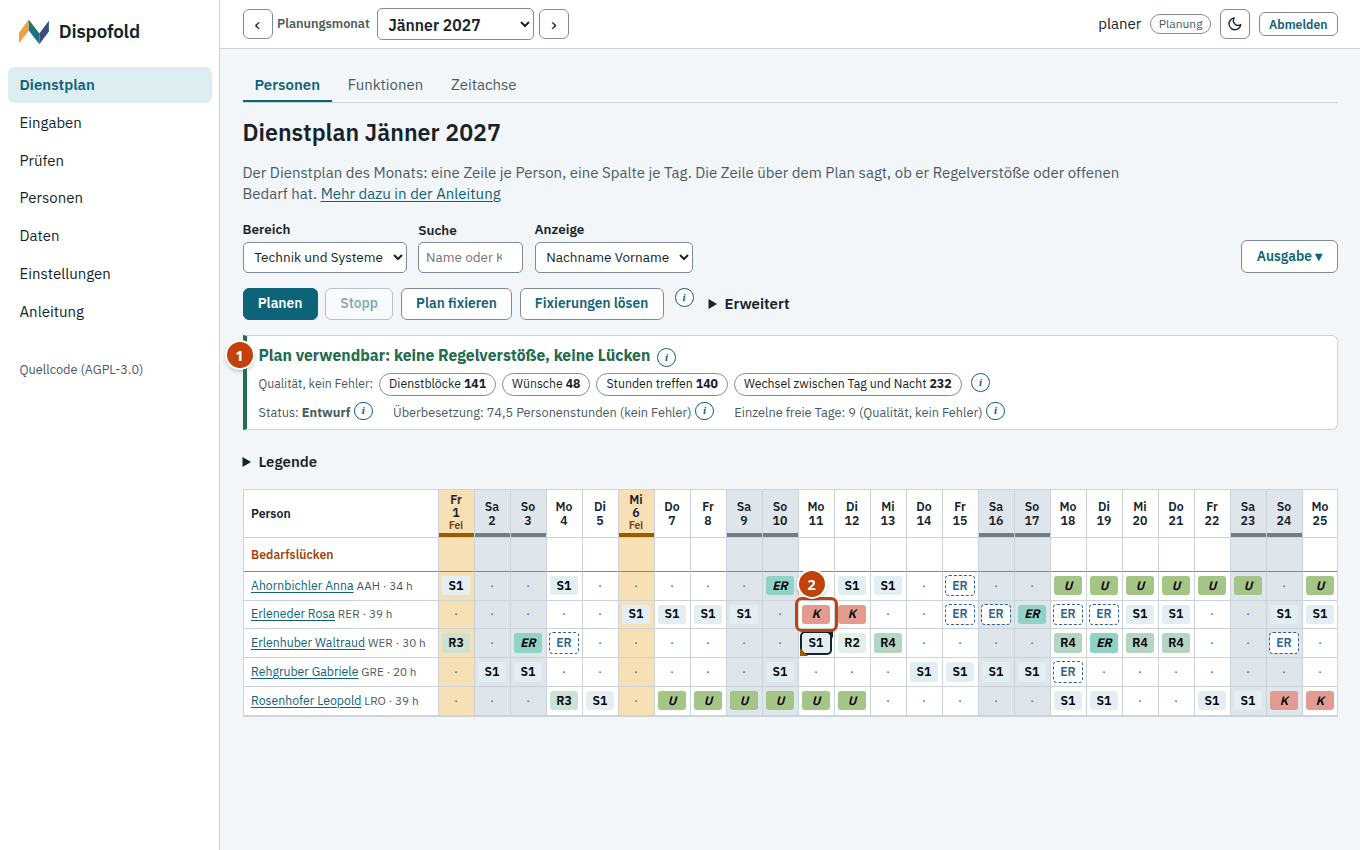 Dispofold
Dienstplan
Eingaben
Prüfen
Personen
Daten
Einstellungen
Anleitung
Quellcode (AGPL-3.0)
‹ Planungsmonat Jänner 2027 ›
planer Planung Abmelden
Personen Funktionen Zeitachse
Dienstplan Jänner 2027
Der Dienstplan des Monats: eine Zeile je Person, eine Spalte je Tag. Die Zeile über dem Plan sagt, ob er Regelverstöße oder offenen
Bedarf hat. Mehr dazu in der Anleitung
Bereich Suche Anzeige
Technik und Systeme Name oder K Nachname Vorname Ausgabe ▾
Planen Stopp Plan fixieren Fixierungen lösen i ▶ Erweitert
1 Plan verwendbar: keine Regelverstöße, keine Lücken i
Qualität, kein Fehler: Dienstblöcke 141 Wünsche 48 Stunden treffen 140 Wechsel zwischen Tag und Nacht 232 i
Status: Entwurf i Überbesetzung: 74,5 Personenstunden (kein Fehler) i Einzelne freie Tage: 9 (Qualität, kein Fehler) i
▶ Legende
Person Fr 1 Fei Sa 2 So 3 Mo 4 Di 5 Mi 6 Fei Do 7 Fr 8 Sa 9 So 10 Mo 11 Di 12 Mi 13 Do 14 Fr 15 Sa 16 So 17 Mo 18 Di 19 Mi 20 Do 21 Fr 22 Sa 23 So 24 Mo 25
Bedarfslücken
Ahornbichler Anna AAH · 34 h S1 · · S1 · · · · · ER 2 S1 S1 · ER · · U U U U U U · U
Erleneder Rosa RER · 39 h · · · · · S1 S1 S1 S1 · K K · · ER ER ER ER ER S1 S1 · · S1 S1
Erlenhuber Waltraud WER · 30 h R3 · ER ER · · · · · · S1 R2 R4 · · · · R4 ER R4 R4 · · ER ·
Rehgruber Gabriele GRE · 20 h · S1 S1 · · · · · · S1 · · · S1 S1 S1 S1 ER · · · · · · ·
Rosenhofer Leopold LRO · 39 h · · · R3 S1 · U U U U U U · · · · · S1 S1 · · S1 S1 K K